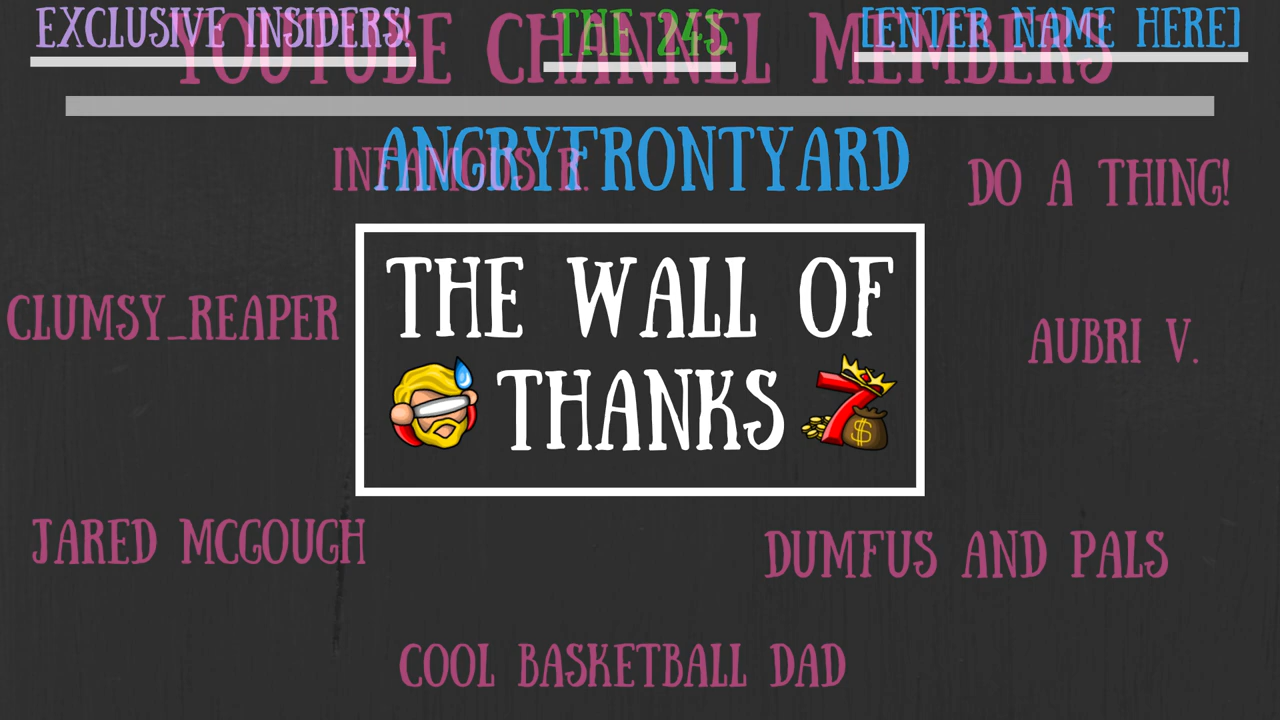 EXCLUSIVE INSIDERS!
THE 24S
[ENTER NAME HERE]
YOUTUBE CHANNEL MEMBERS
ANGRYFRONTYARD
INFAMOUS R.
DO A THING!
THE WALL OF
THANKS
CLUMSY_REAPER
AUBRI V.
JARED MCGOUGH
DUMFUS AND PALS
COOL BASKETBALL DAD